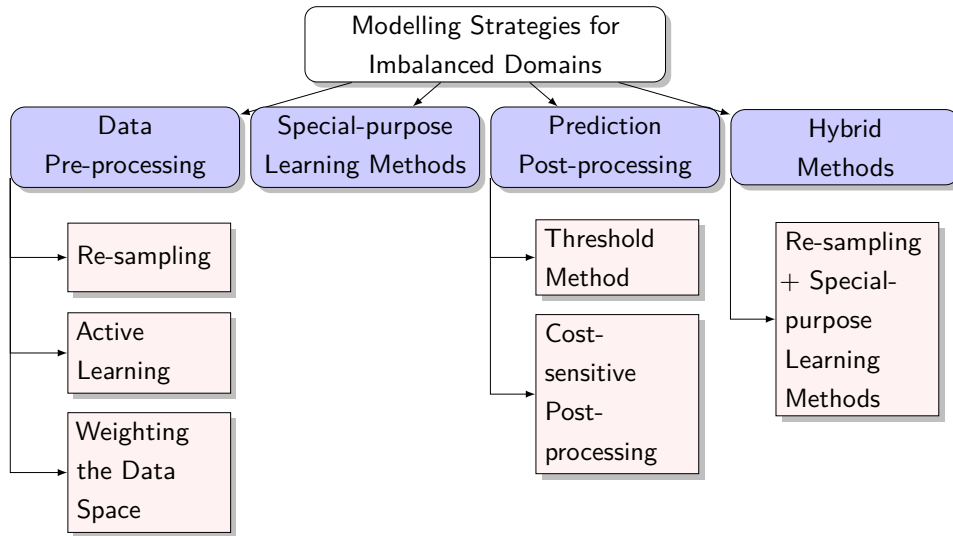 Modelling Strategies for
Imbalanced Domains
Data
Pre-processing
Special-purpose
Learning Methods
Prediction
Post-processing
Hybrid
Methods
Re-sampling
Active
Learning
Weighting
the Data
Space
Threshold
Method
Cost-
sensitive
Post-
processing
Re-sampling
+ Special-
purpose
Learning
Methods